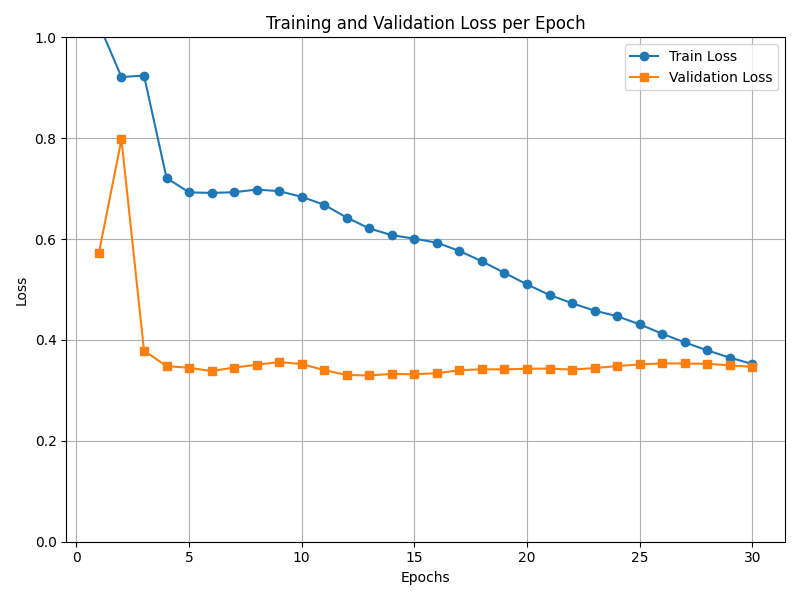 Training and Validation Loss per Epoch
Train Loss
Validation Loss
Loss
1.0
0.8
0.6
0.4
0.2
0.0
0 5 10 15 20 25 30
Epochs